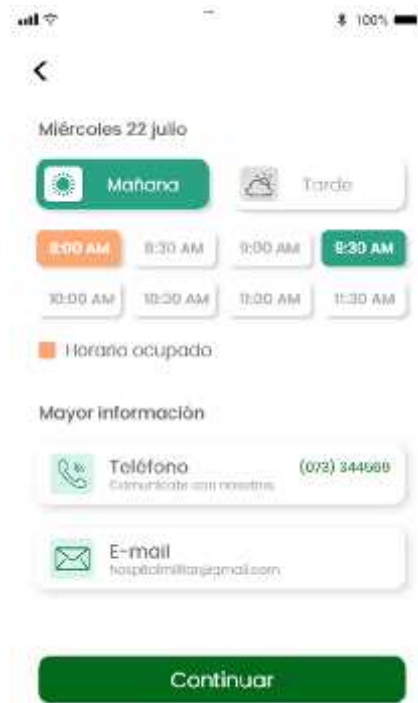 100%
Miércoles 22 julio
Mañana Tarde
8:00 AM 8:30 AM 9:00 AM 9:30 AM
10:00 AM 10:30 AM 11:00 AM 11:30 AM
Horario ocupado
Mayor información
Teléfono (073)
Comunícate con nosotros
E-mail
Continuar